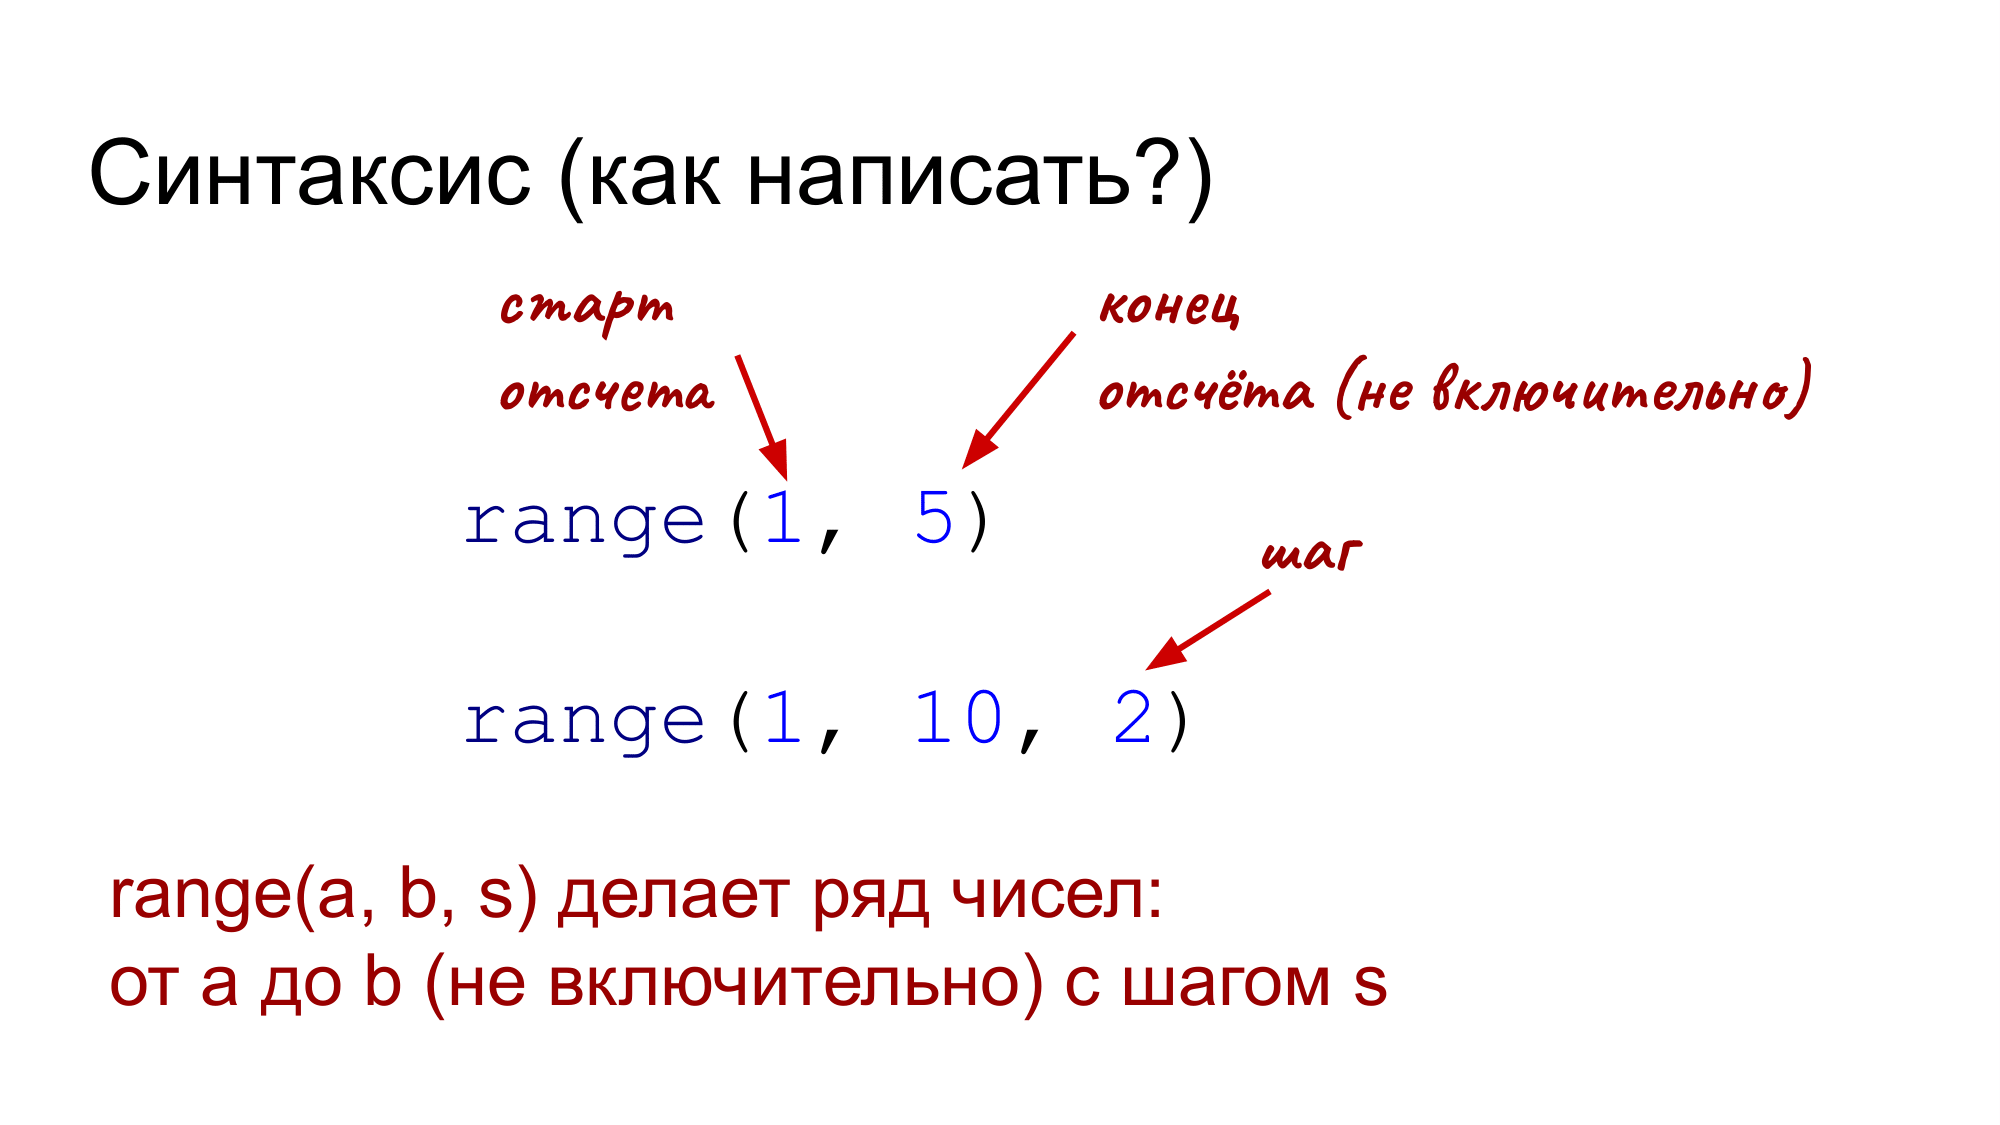 Синтаксис (как написать?)
старт
отсчета
конец
отсчёта (не включительно)
range(1, 5)
шаг
range(1, 10, 2)
range(a, b, s) делает ряд чисел:
от a до b (не включительно) с шагом s